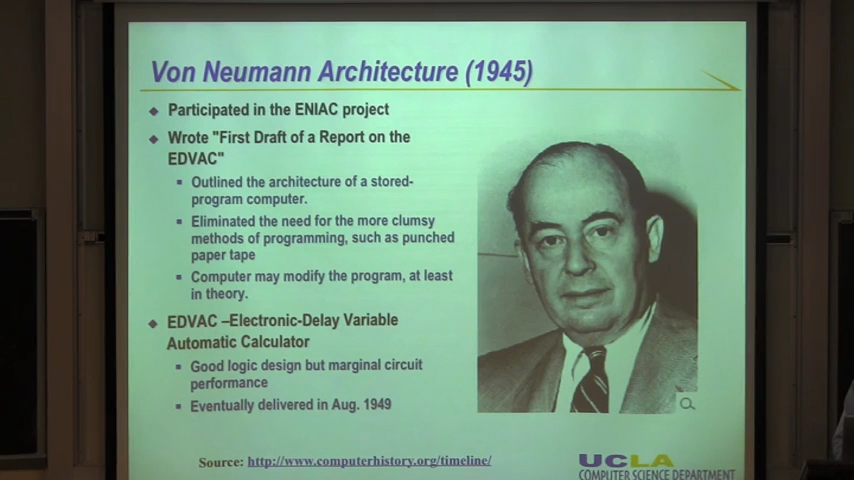 Von Neumann Architecture (1945)
Participated in the ENIAC project
Wrote "First Draft of a Report on the
EDVAC"
Outlined the architecture of a stored-
program computer.
Eliminated the need for the more clumsy
methods of programming, such as punched
paper tape
Computer may modify the program, at least
in theory.
EDVAC –Electronic-Delay Variable
Automatic Calculator
Good logic design but marginal circuit
performance
Eventually delivered in Aug. 1949
Source: http://www.computerhistory.org/timeline/
UCLA
COMPUTER SCIENCE DEPARTMENT